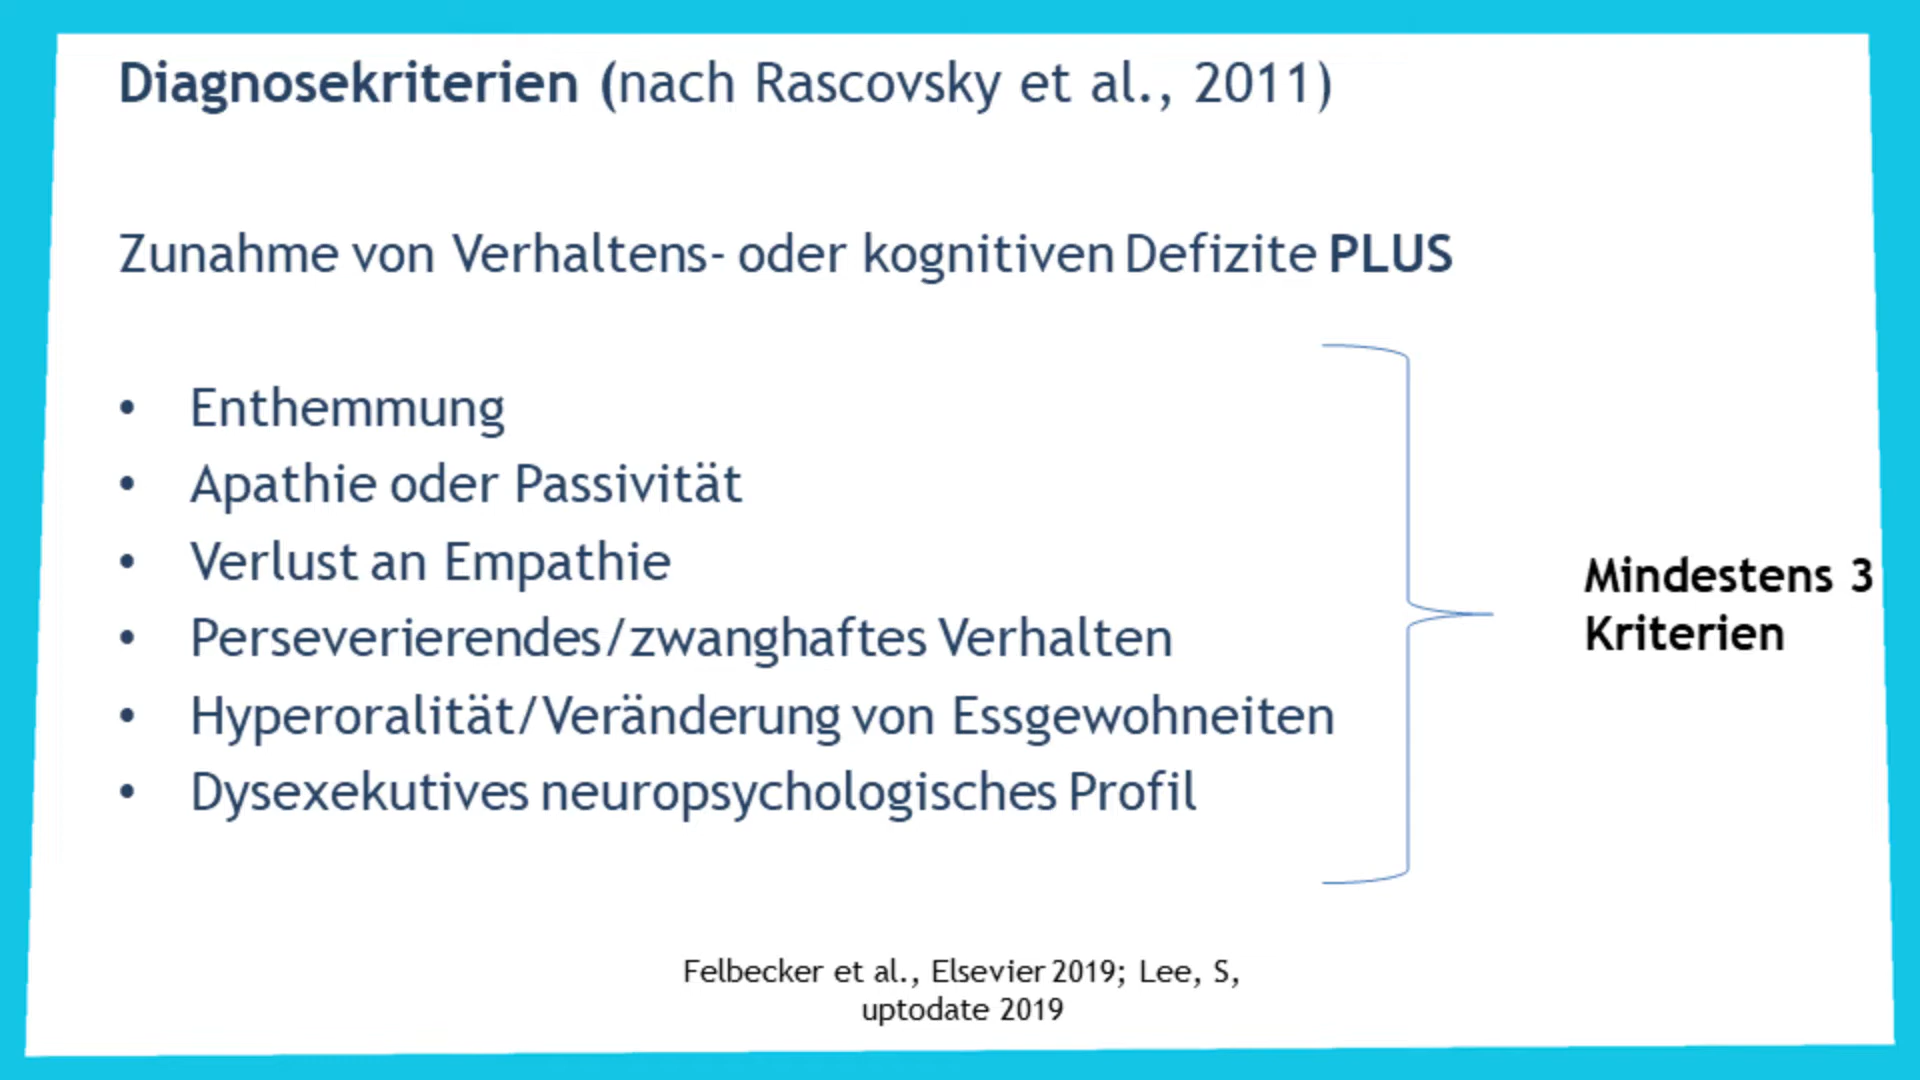 Diagnosekriterien (nach Rascovsky et al., 2011)
Zunahme von Verhaltens- oder kognitiven Defizite PLUS
• Enthemmung
• Apathie oder Passivität
• Verlust an Empathie
• Perseverierendes/zwanghaftes Verhalten
• Hyperoralität/Veränderung von Essgewohneiten
• Dysexekutives neuropsychologisches Profil
Mindestens 3
Kriterien
Felbecker et al., Elsevier 2019; Lee, S,
uptodate 2019